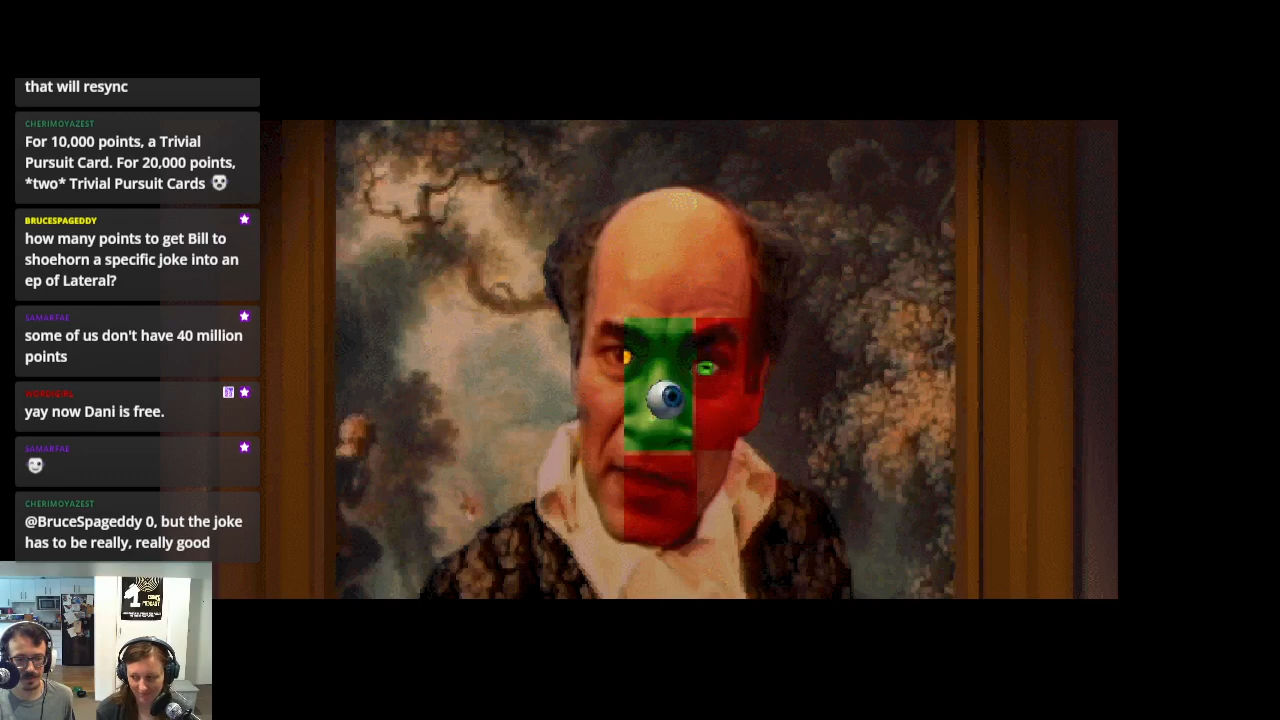 that will resync
CHERIMOYAZEST
For 10,000 points, a Trivial
Pursuit Card. For 20,000 points,
*two* Trivial Pursuit Cards
BRUCESPAGEDDY
how many points to get Bill to
shoehorn a specific joke into an
ep of Lateral?
SAMARFAE
some of us don't have 40 million
points
yay now Dani is free.
SAMARFAE
CHERIMOYAZEST
@BruceSpageddy 0, but the joke
has to be really, really good